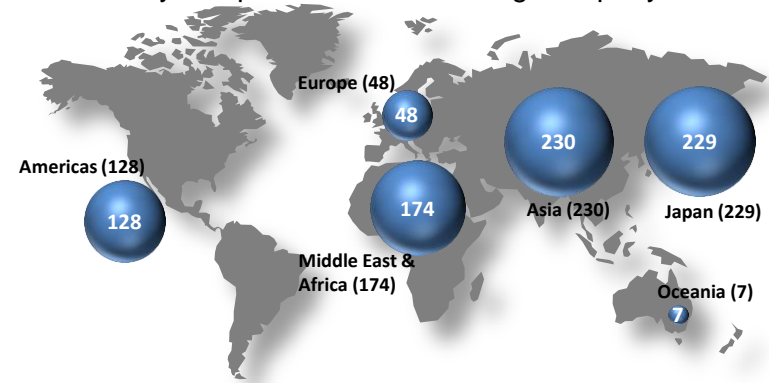 Europe (48)
48
230
229
Americas (128)
128
174
Asia (230)
Japan (229)
Middle East &
Africa (174)
Oceania (7)
7